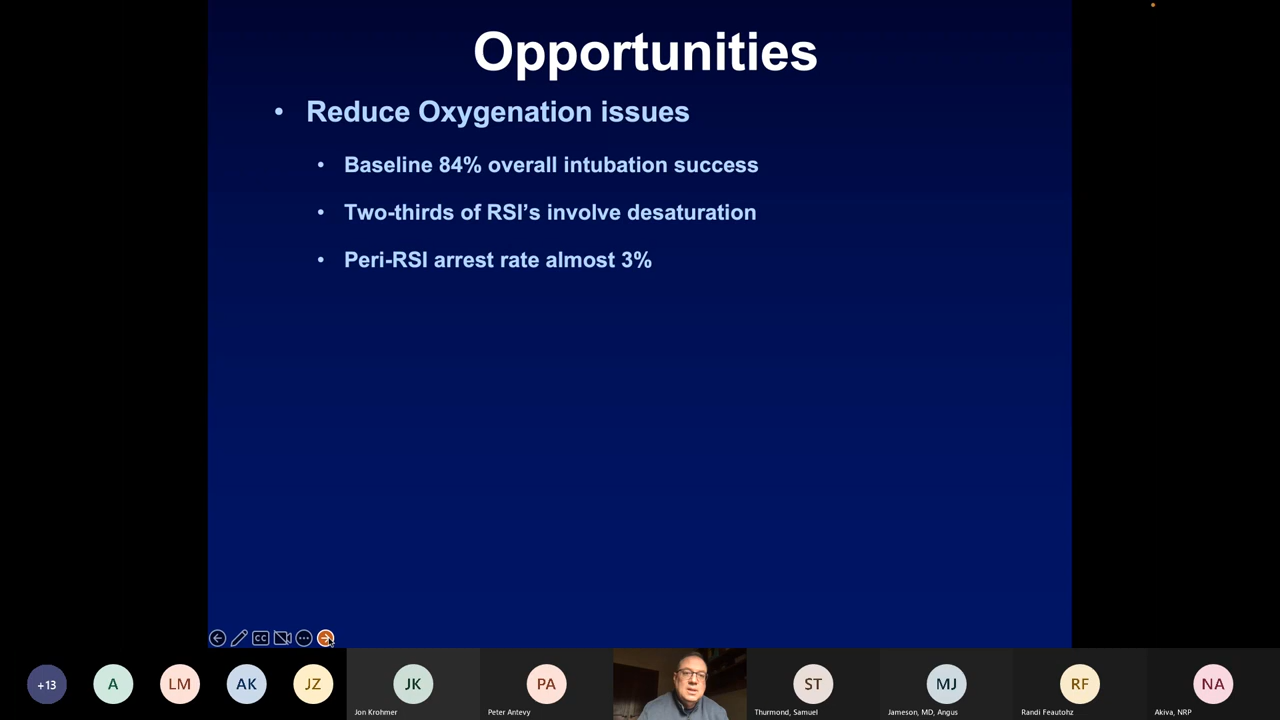 Opportunities
• Reduce Oxygenation issues
• Baseline 84% overall intubation success
• Two-thirds of RSI's involve desaturation
• Peri-RSI arrest rate almost 3%
CC
+13
A
LM
AK
JZ
JK
PA
ST
MJ
RF
NA
Jon Krohmer
Peter Antevy
Thurmond, Samuel
Jameson, MD, Angus
Randi Feautohz
Akiva, NRP